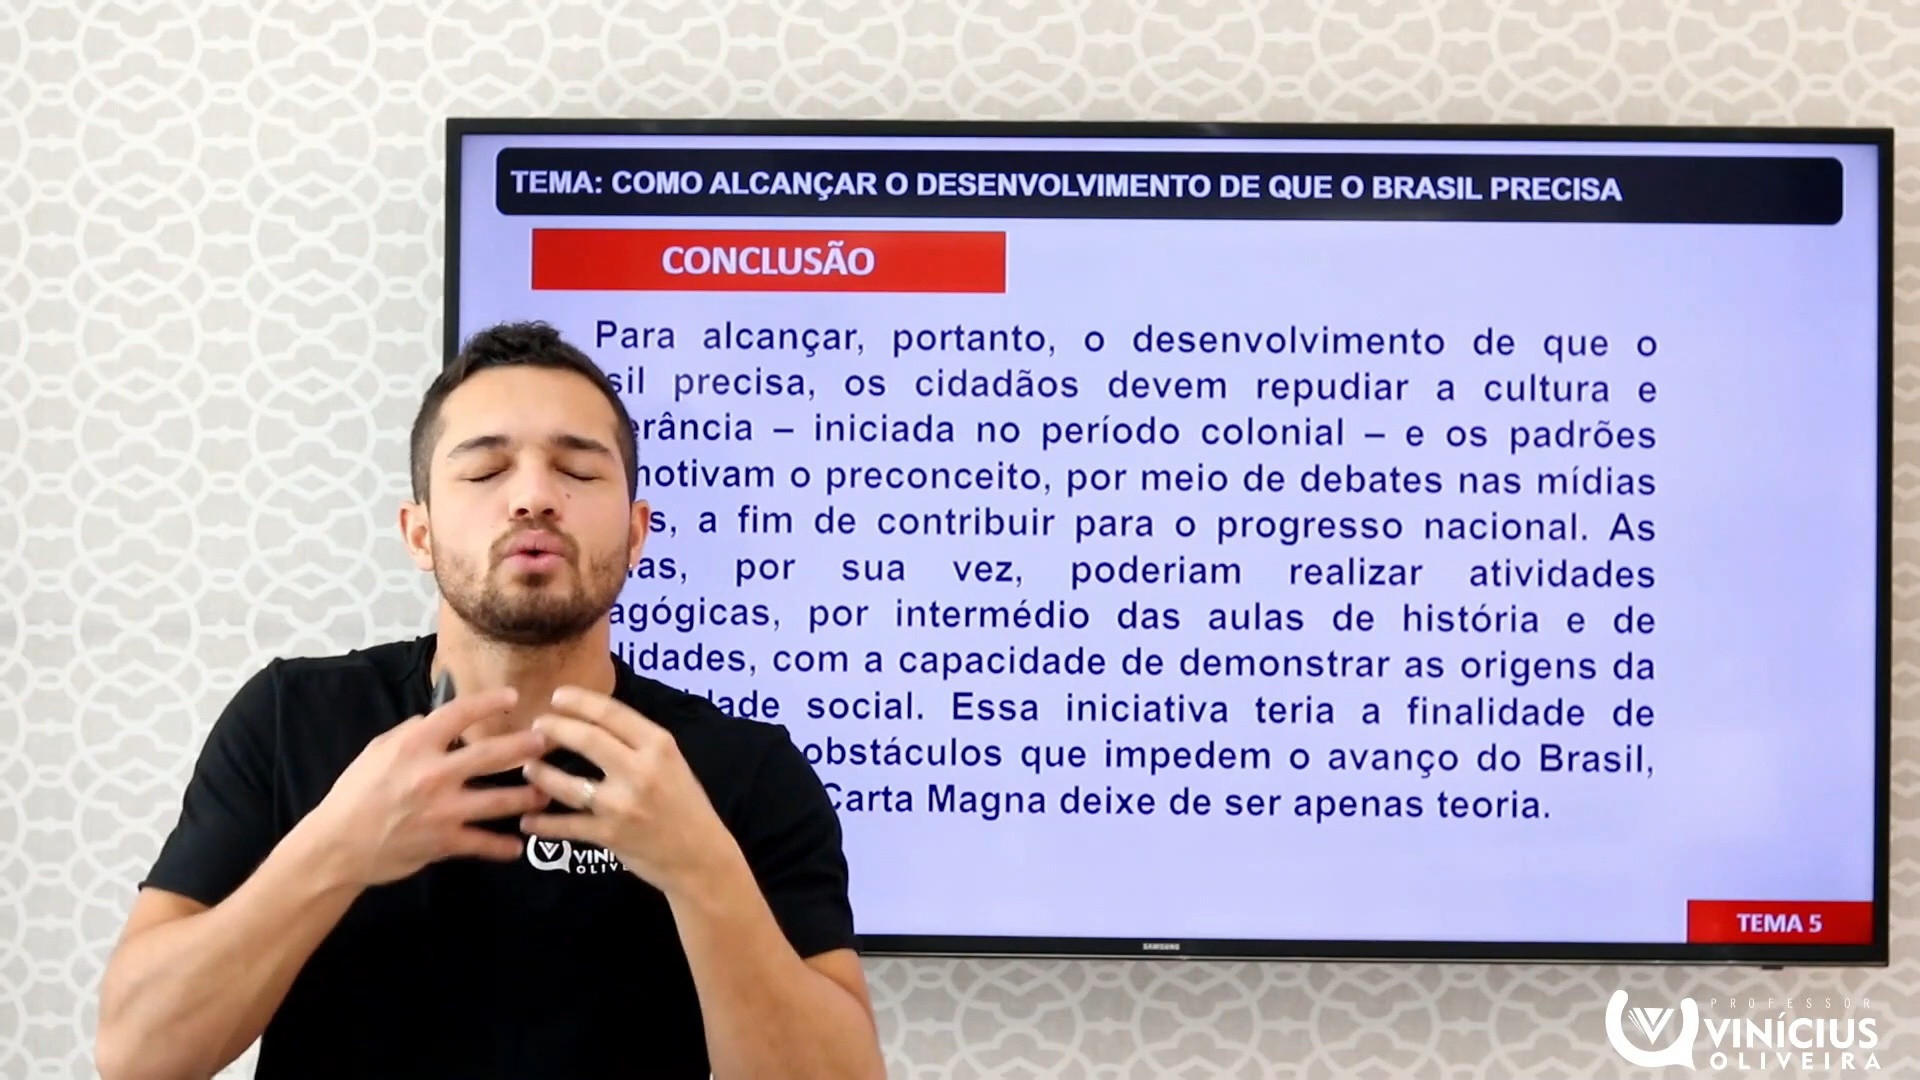 TEMA: COMO ALCANÇAR O DESENVOLVIMENTO DE QUE O BRASIL PRECISA
CONCLUSÃO
Para alcançar, portanto, o desenvolvimento de que o
sil precisa, os cidadãos devem repudiar a cultura e
erância – iniciada no período colonial – e os padrões
motivam o preconceito, por meio de debates nas mídias
s, a fim de contribuir para o progresso nacional. As
as, por sua vez, poderiam realizar atividades
agógicas, por intermédio das aulas de história e de
lidades, com a capacidade de demonstrar as origens da
dade social. Essa iniciativa teria a finalidade de
obstáculos que impedem o avanço do Brasil,
Carta Magna deixe de ser apenas teoria.
TEMA 5
SAMSUNG
VINI
OLIVE
PROFESSOR
VINÍCIUS
OLIVEIRA